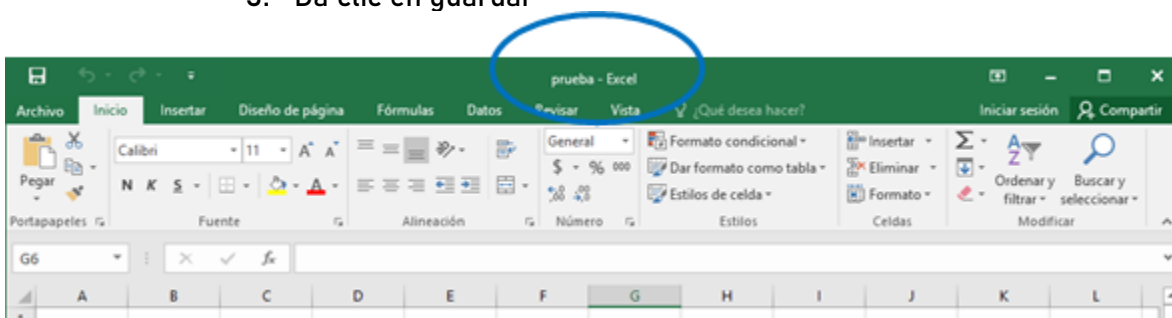 3. Da clic en guardar
prueba - Excel
Archivo Inicio Insertar Diseño de página Fórmulas Datos Revisar Vista ¿Qué desea hacer? Iniciar sesión Compartir
Calibri 11 A A General Formato condicional Insertar Σ
Pegar N K S A $ % 000 Dar formato como tabla Eliminar Ordenar y filtrar Buscar y seleccionar
Estilos de celda Formato
Portapapeles Fuente Alineación Número Estilos Celdas Modificar
G6 fx
A B C D E F G H I J K L